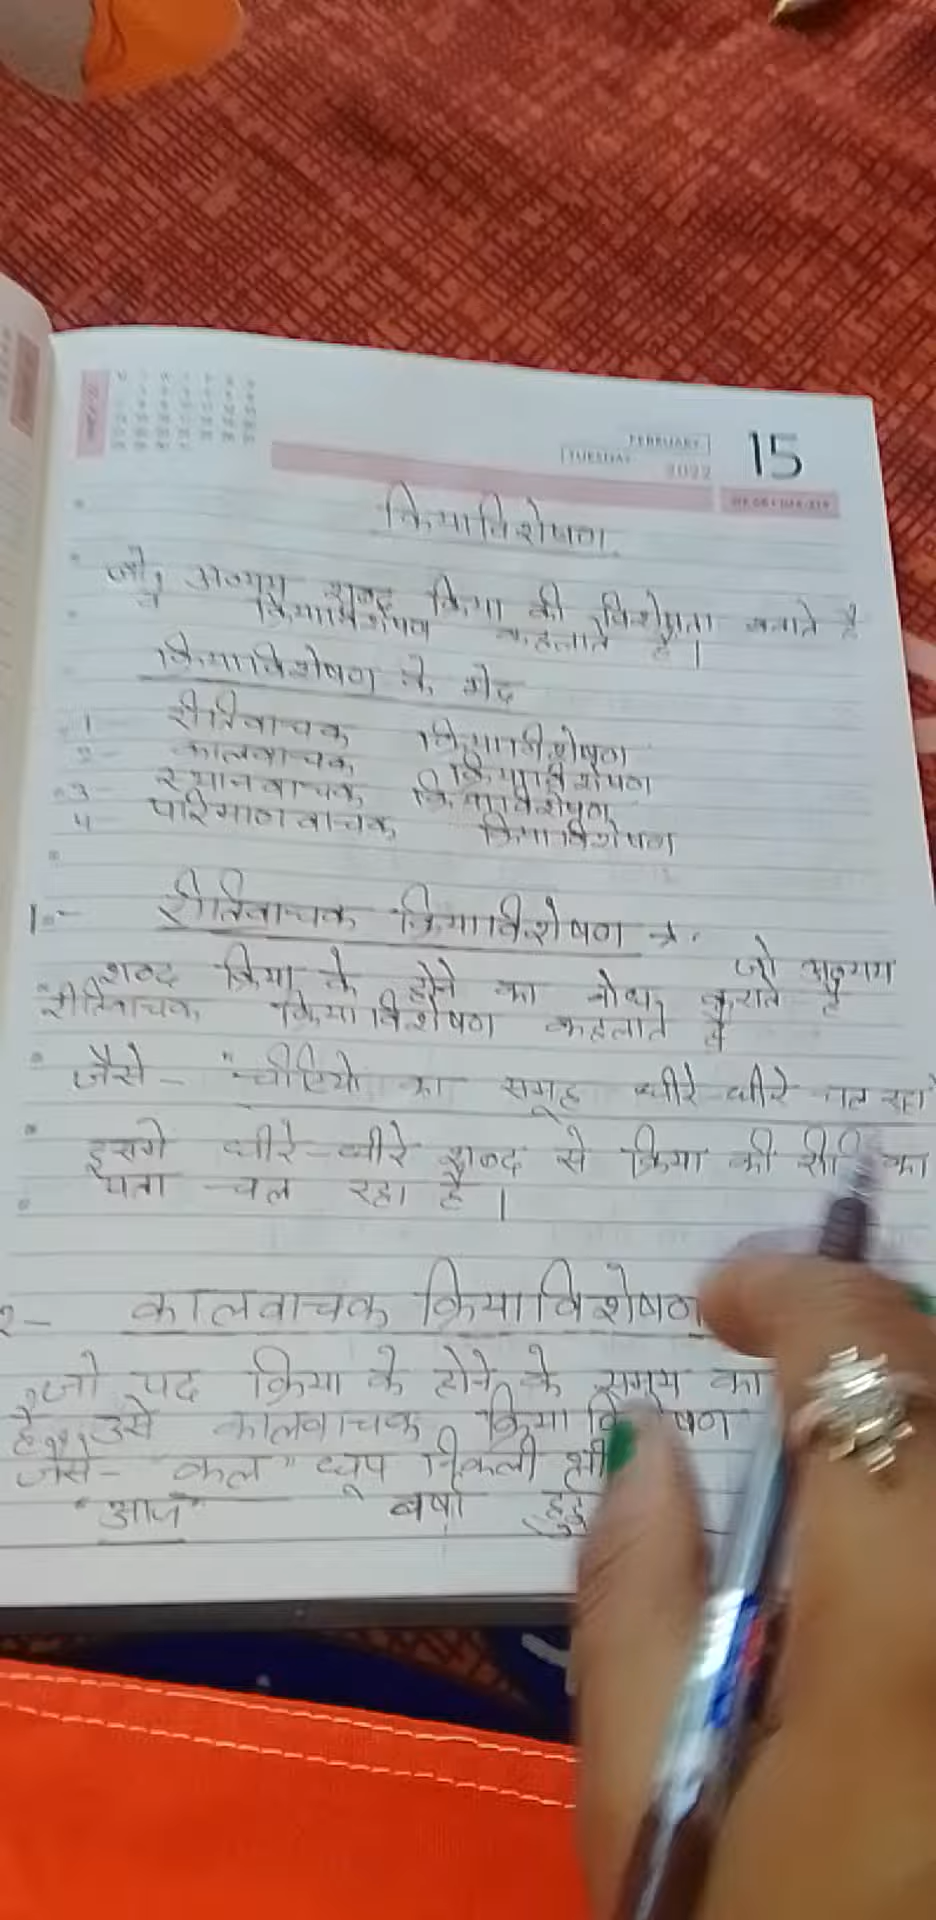 FEBRUARY 15
TUESDAY 2022
क्रियाविशेषण
जो अव्यय शब्द क्रिया की विशेषता बताते है
वे क्रियाविशेषण कहलाते है।
क्रियाविशेषण के भेद
1 रीतिवाचक क्रियाविशेषण
2- कालवाचक क्रियाविशेषण
3- स्थानवाचक क्रियाविशेषण
4 परिमाणवाचक क्रियाविशेषण
1:- रीतिवाचक क्रियाविशेषण →
जो अव्यय
शब्द क्रिया के होने का बोध कराते है
रीतिवाचक क्रियाविशेषण कहलाते है
जैसे - "चीटियो का समूह धीरे-धीरे चल रहा
इसमे धीरे-धीरे शब्द से क्रिया की रीति का
पता चल रहा है।
2- कालवाचक क्रियाविशेषण
जो पद क्रिया के होने के समय का
है, उसे कालवाचक क्रिया
जैसे- कल" धूप निकली थी
"आज" बर्षा हुई